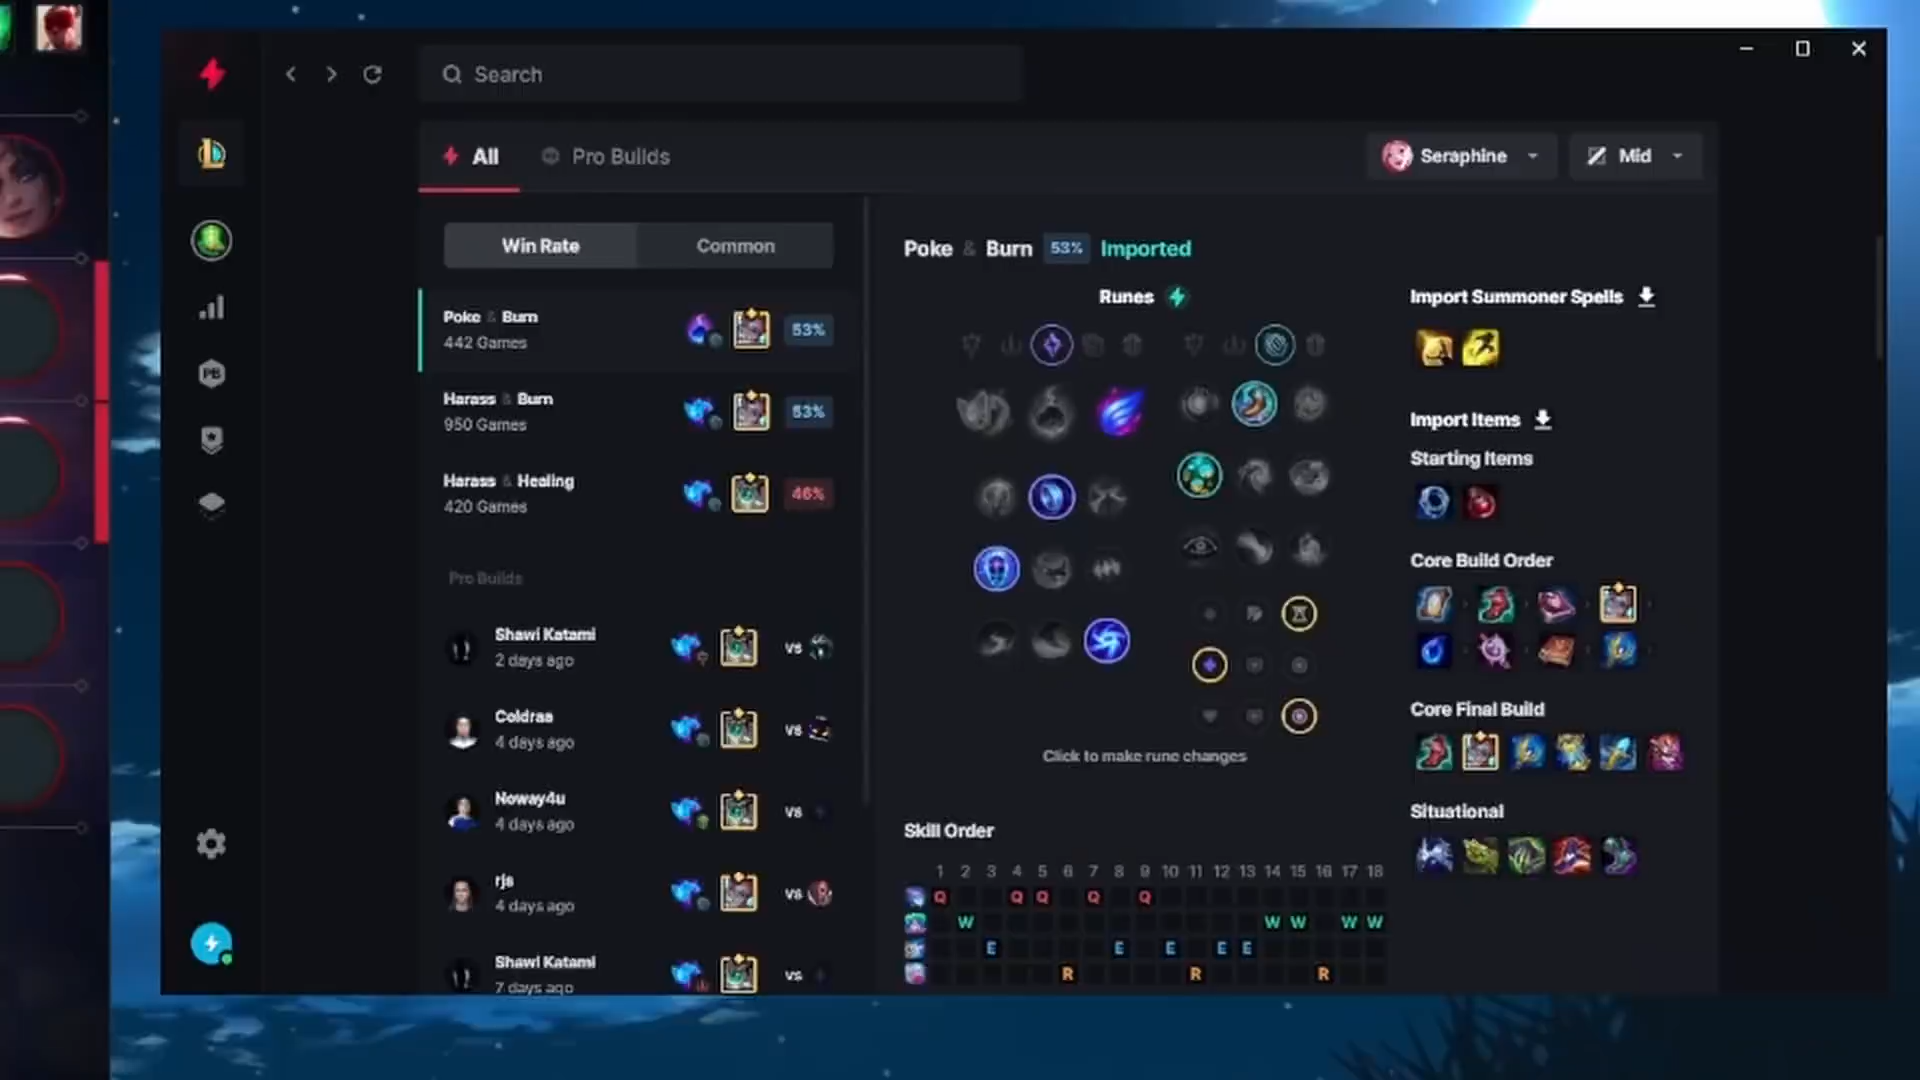 Search
All
Pro Builds
Seraphine
Mid
Win Rate
Common
Poke & Burn
442 Games
53%
Harass & Burn
950 Games
53%
Harass & Healing
420 Games
46%
Pro Builds
Shawi Katami
2 days ago
vs
Coldraa
4 days ago
vs
Noway4u
4 days ago
vs
rjs
4 days ago
vs
Shawi Katami
7 days ago
vs
PB
Poke & Burn 53% Imported
Runes
Click to make rune changes
Skill Order
1 2 3 4 5 6 7 8 9 10 11 12 13 14 15 16 17 18
Q Q Q Q Q
W W W W W
E E E E E
R R R
Import Summoner Spells
Import Items
Starting Items
Core Build Order
Core Final Build
Situational